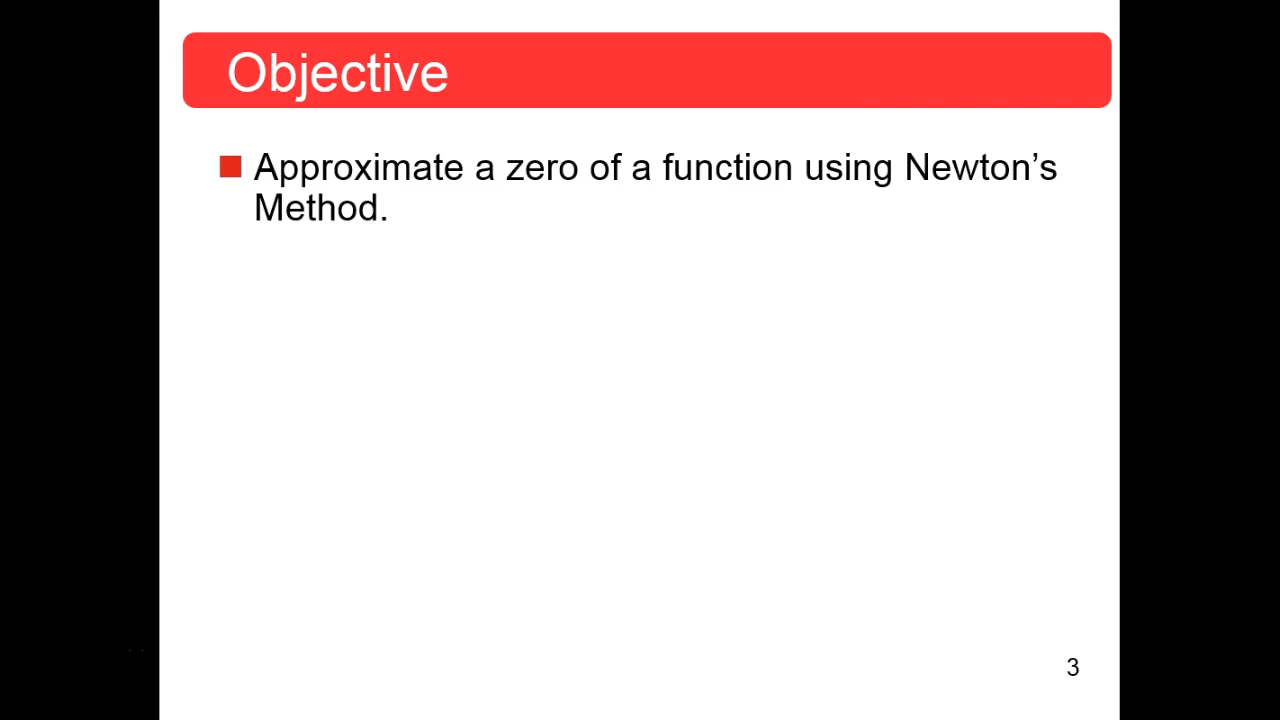 Objective
Approximate a zero of a function using Newton’s
Method.
3